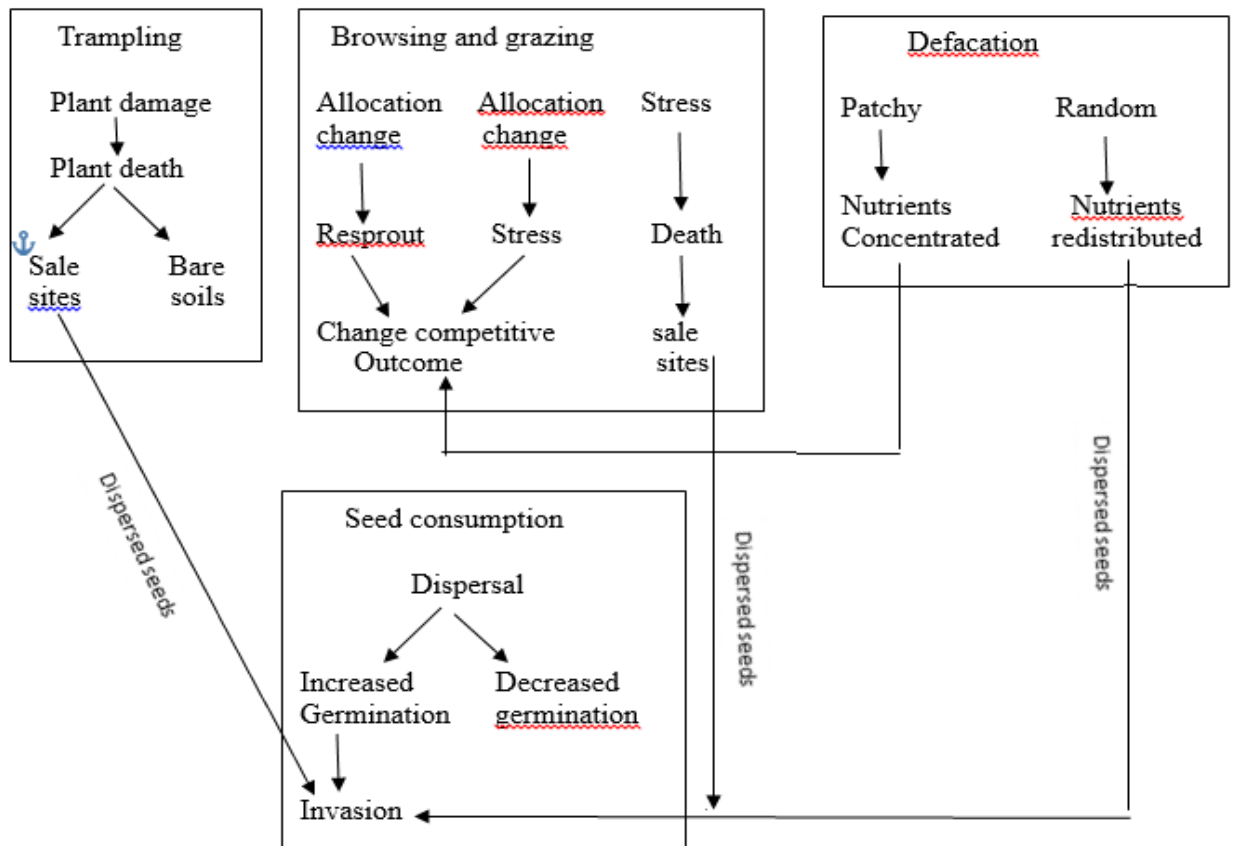 Trampling
Plant damage
Plant death
Sale
sites
Bare
soils
Browsing and grazing
Allocation
change
Allocation
change
Stress
Resprout
Stress
Death
Change competitive
Outcome
sale
sites
Defacation
Patchy
Random
Nutrients
Concentrated
Nutrients
redistributed
Dispersed seeds
Dispersed seeds
Dispersed seeds
Seed consumption
Dispersal
Increased
Germination
Decreased
germination
Invasion